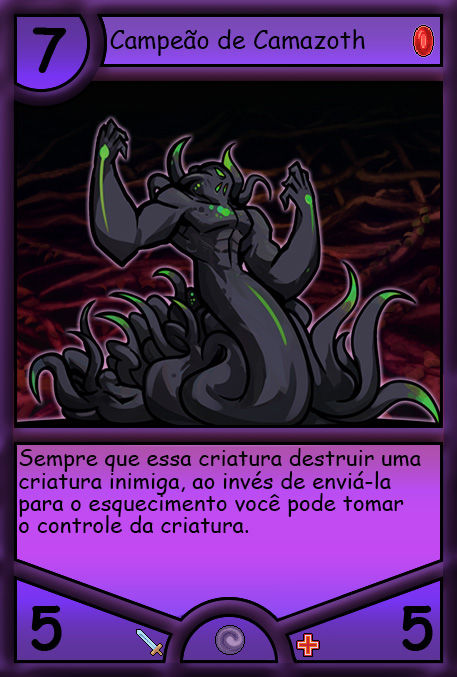 7
Campeão de Camazoth
Sempre que essa criatura destruir uma
criatura inimiga, ao invés de enviá-la
para o esquecimento você pode tomar
o controle da criatura.
5
5